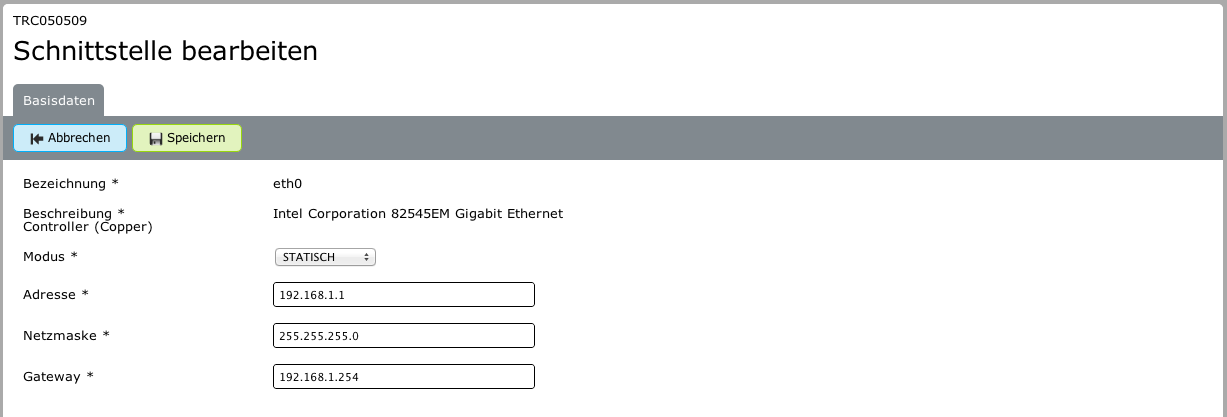 TRC050509
Schnittstelle bearbeiten
Basisdaten
Abbrechen Speichern
Bezeichnung * eth0
Beschreibung * Intel Corporation 82545EM Gigabit Ethernet
Controller (Copper)
Modus * STATISCH
Adresse * 192.168.1.1
Netzmaske * 255.255.255.0
Gateway * 192.168.1.254